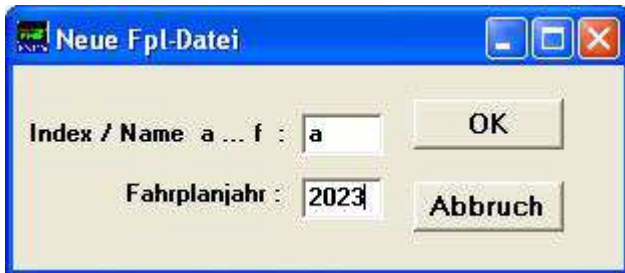 Neue Fpl-Datei
Index / Name a ... f : a
OK
Fahrplanjahr : 2023
Abbruch